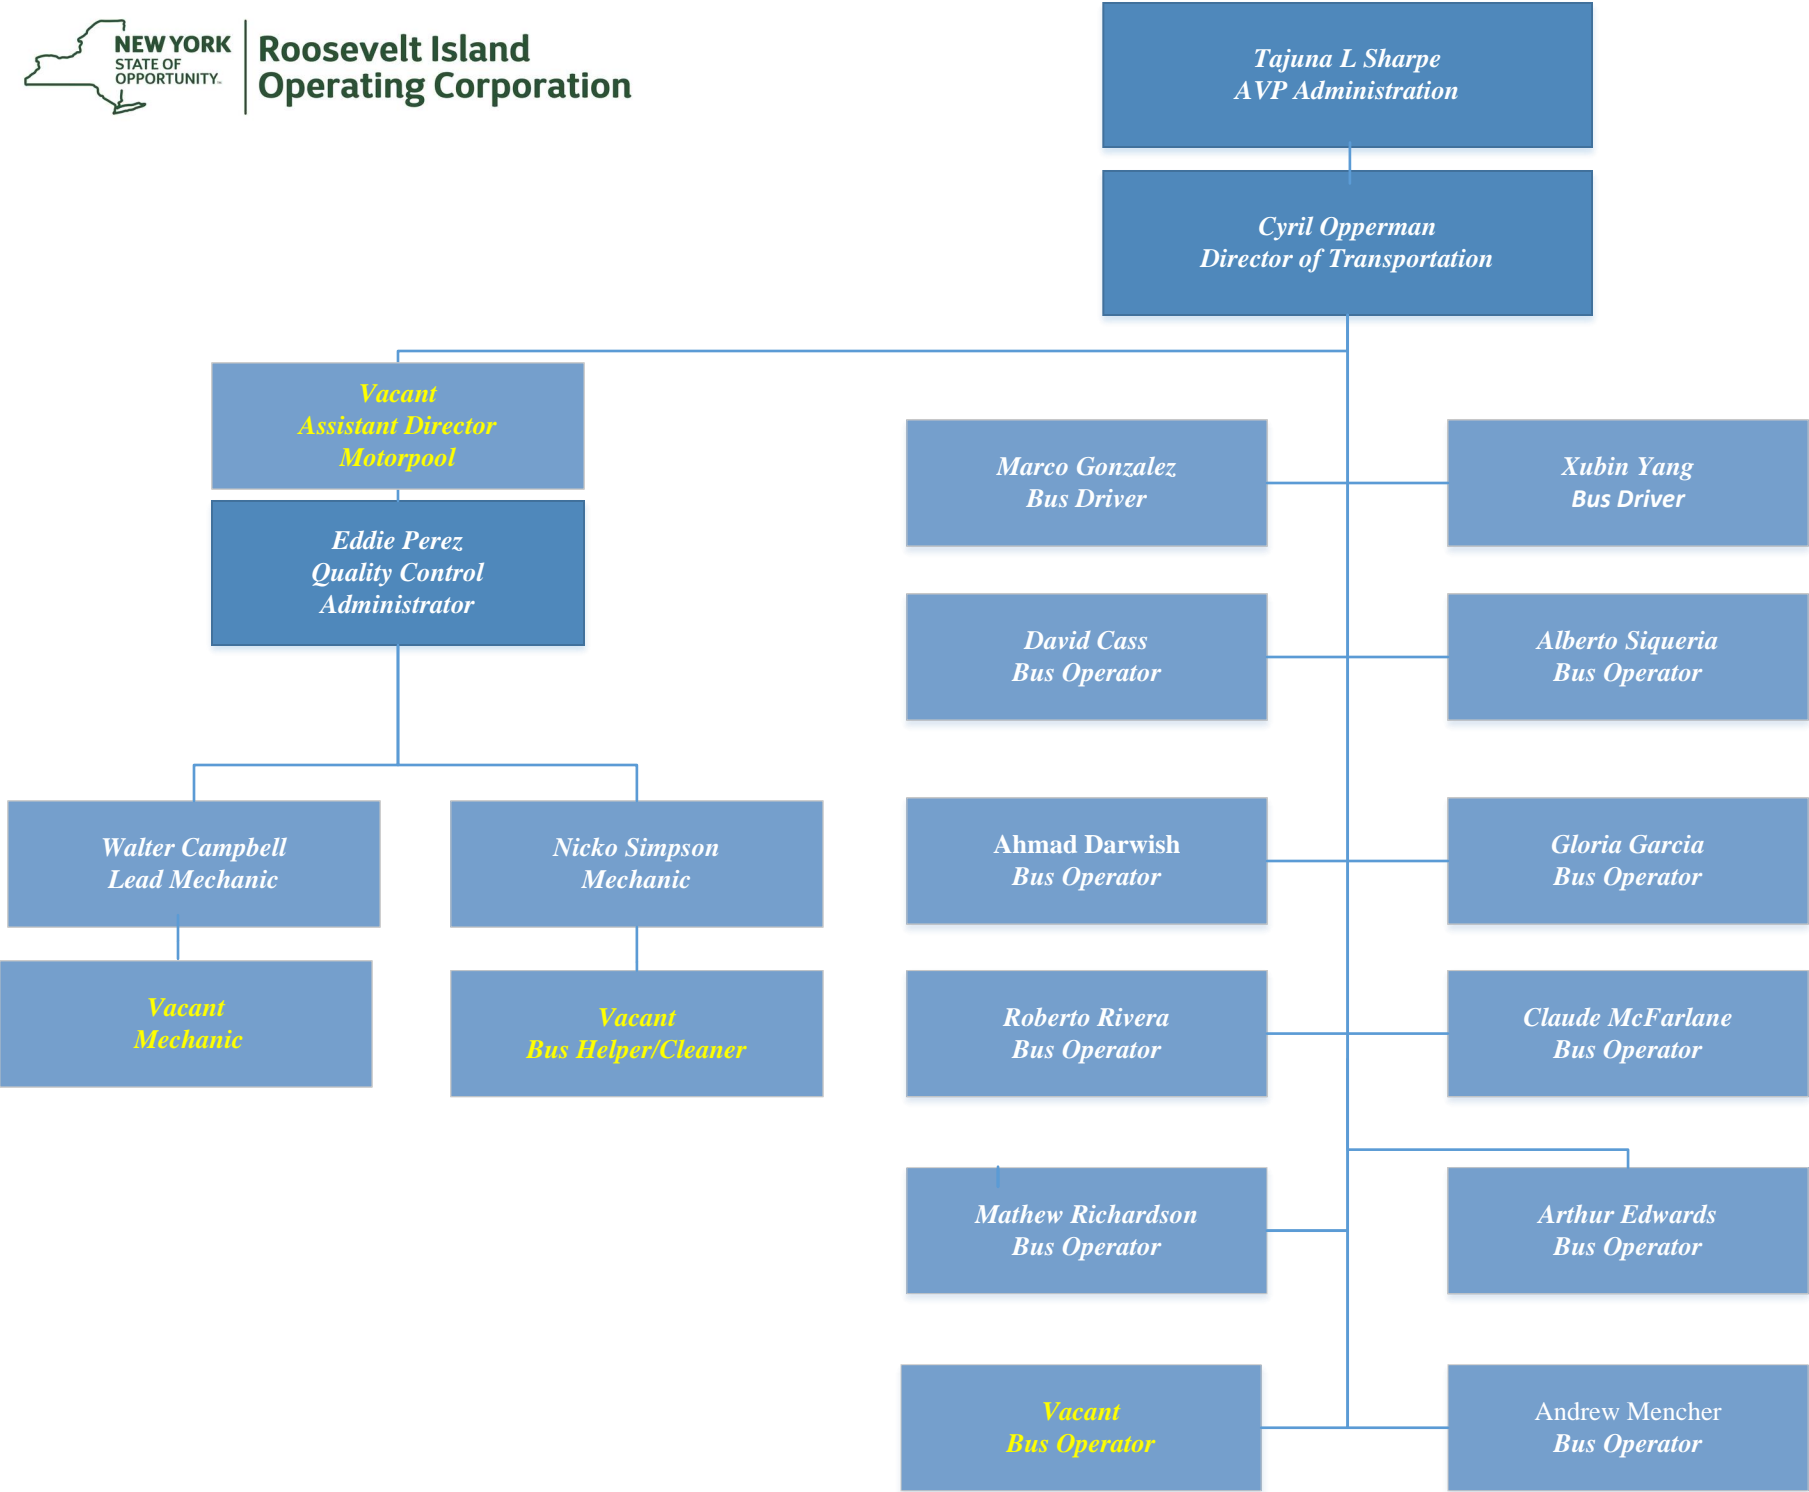 NEW YORK
STATE OF
OPPORTUNITY™
Roosevelt Island
Operating Corporation
Tajuna L Sharpe
AVP Administration
Cyril Opperman
Director of Transportation
Vacant
Assistant Director
Motorpool
Eddie Perez
Quality Control
Administrator
Walter Campbell
Lead Mechanic
Nicko Simpson
Mechanic
Vacant
Mechanic
Vacant
Bus Helper/Cleaner
Marco Gonzalez
Bus Driver
Xubin Yang
Bus Driver
David Cass
Bus Operator
Alberto Siqueria
Bus Operator
Ahmad Darwish
Bus Operator
Gloria Garcia
Bus Operator
Roberto Rivera
Bus Operator
Claude McFarlane
Bus Operator
Mathew Richardson
Bus Operator
Arthur Edwards
Bus Operator
Vacant
Bus Operator
Andrew Mencher
Bus Operator